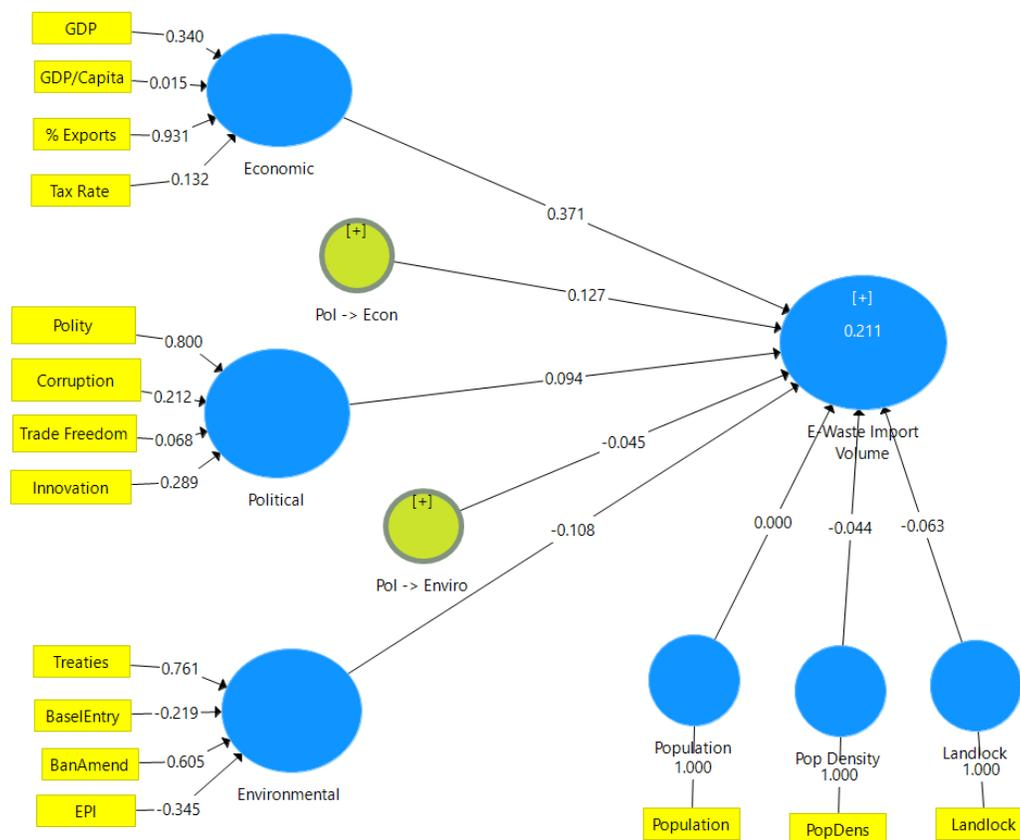 GDP
0.340
GDP/Capita
0.015
% Exports
0.931
Tax Rate
0.132
Economic
0.371
[+]
Pol -> Econ
0.127
[+]
0.211
E-Waste Import
Volume
Polity
0.800
Corruption
0.212
Trade Freedom
0.068
Innovation
0.289
Political
0.094
[+]
Pol -> Enviro
-0.045
-0.108
Treaties
0.761
BaselEntry
-0.219
BanAmend
0.605
EPI
-0.345
Environmental
0.000
-0.044
-0.063
Population
1.000
Population
Pop Density
1.000
PopDens
Landlock
1.000
Landlock